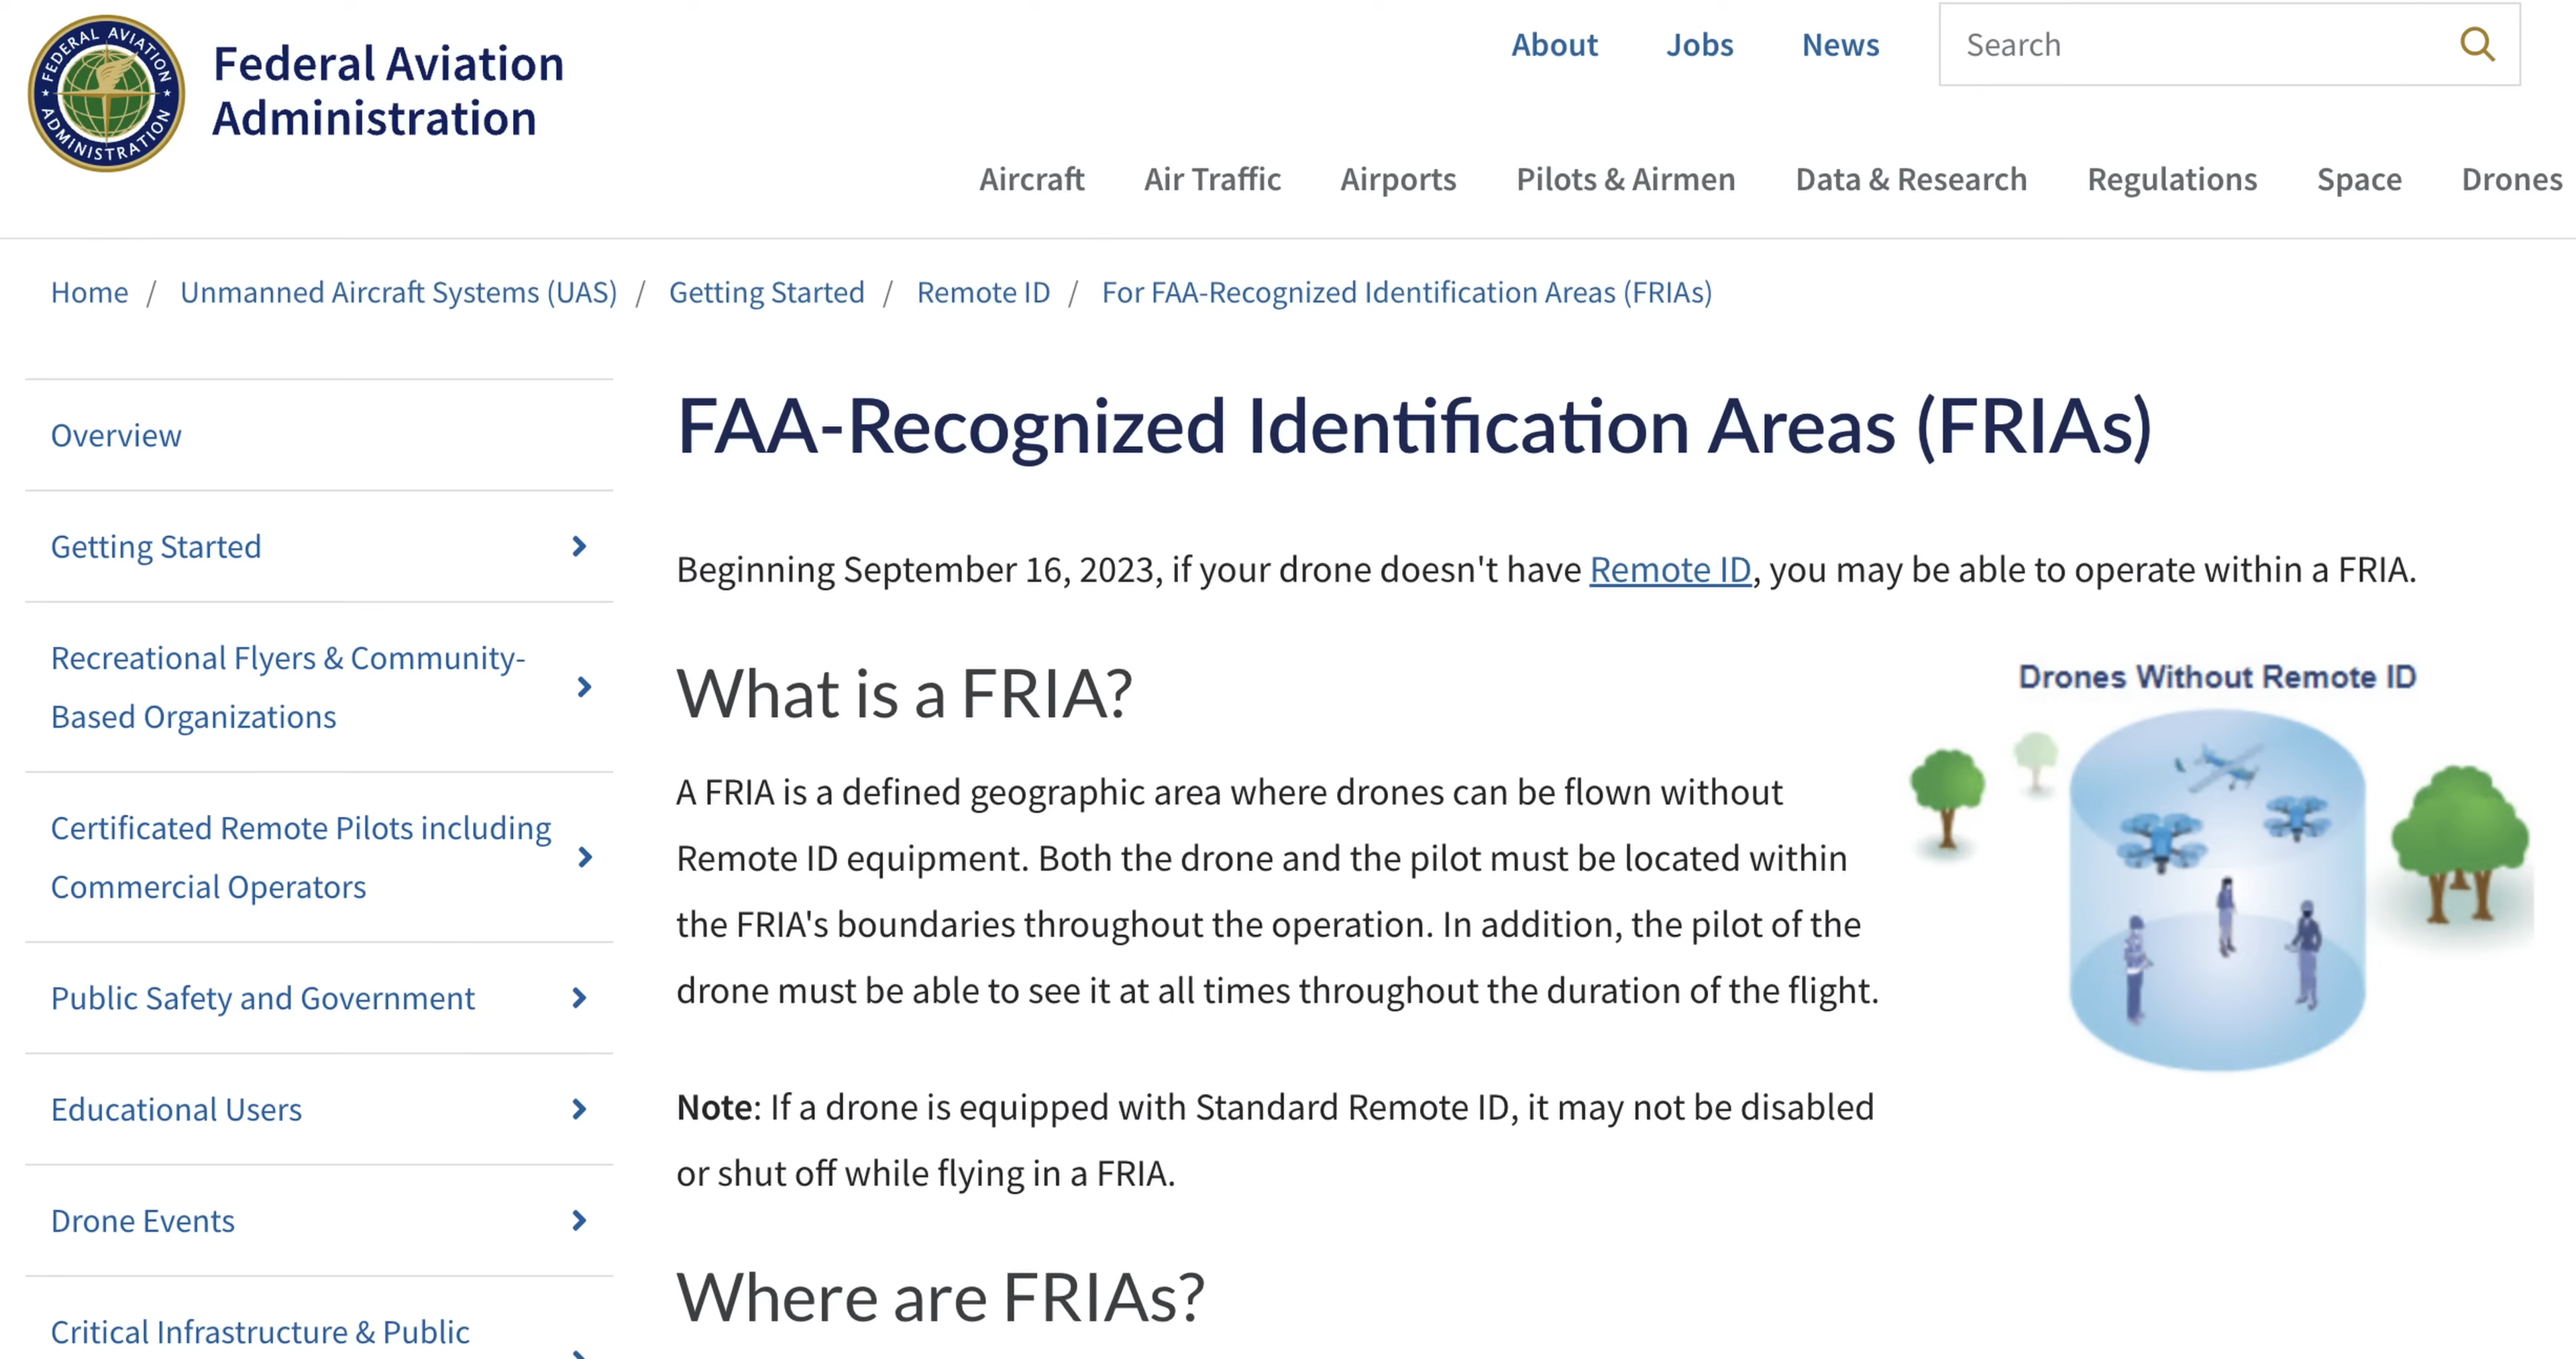 FEDERAL AVIATION ADMINISTRATION
Federal Aviation
Administration
About
Jobs
News
Search
Aircraft
Air Traffic
Airports
Pilots & Airmen
Data & Research
Regulations
Space
Drones
Home / Unmanned Aircraft Systems (UAS) / Getting Started / Remote ID / For FAA-Recognized Identification Areas (FRIAs)
Overview
Getting Started
Recreational Flyers & Community-
Based Organizations
Certificated Remote Pilots including
Commercial Operators
Public Safety and Government
Educational Users
Drone Events
Critical Infrastructure & Public
FAA-Recognized Identification Areas (FRIAs)
Beginning September 16, 2023, if your drone doesn't have Remote ID, you may be able to operate within a FRIA.
What is a FRIA?
A FRIA is a defined geographic area where drones can be flown without
Remote ID equipment. Both the drone and the pilot must be located within
the FRIA's boundaries throughout the operation. In addition, the pilot of the
drone must be able to see it at all times throughout the duration of the flight.
Drones Without Remote ID
Note: If a drone is equipped with Standard Remote ID, it may not be disabled
or shut off while flying in a FRIA.
Where are FRIAs?